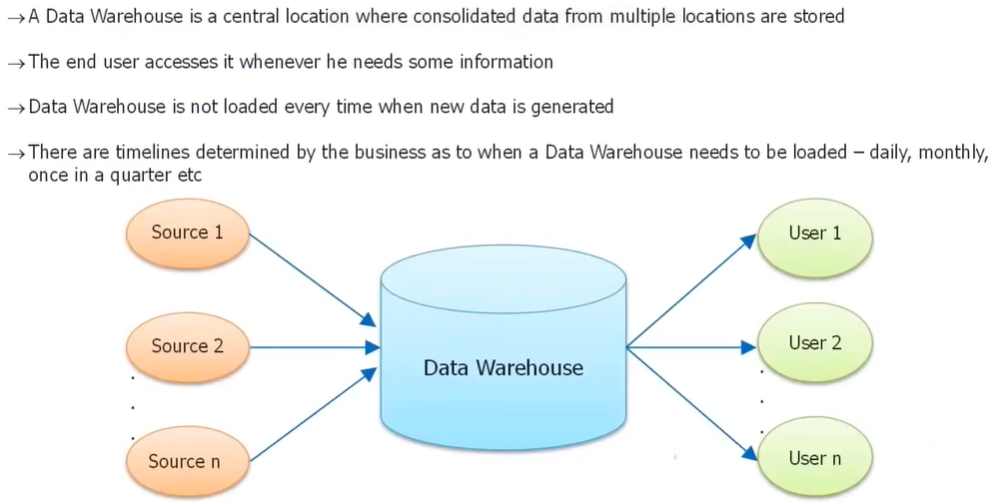 →A Data Warehouse is a central location where consolidated data from multiple locations are stored
→The end user accesses it whenever he needs some information
→Data Warehouse is not loaded every time when new data is generated
→There are timelines determined by the business as to when a Data Warehouse needs to be loaded – daily, monthly,
once in a quarter etc
Source 1
User 1
Source 2
User 2
Data Warehouse
Source n
User n